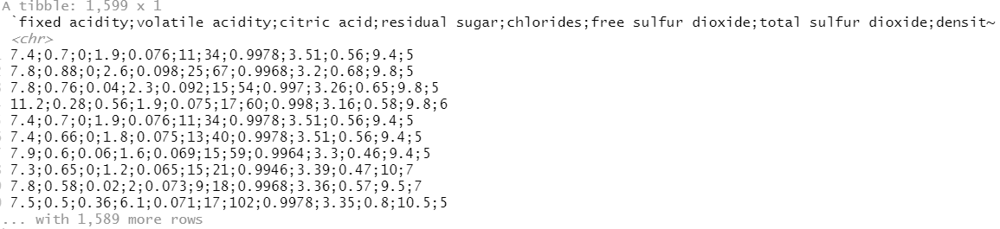 A tibble: 1,599 x 1
`fixed acidity;volatile acidity;citric acid;residual sugar;chlorides;free sulfur dioxide;total sulfur dioxide;densit~
<chr>
7.4;0.7;0;1.9;0.076;11;34;0.9978;3.51;0.56;9.4;5
7.8;0.88;0;2.6;0.098;25;67;0.9968;3.2;0.68;9.8;5
7.8;0.76;0.04;2.3;0.092;15;54;0.997;3.26;0.65;9.8;5
11.2;0.28;0.56;1.9;0.075;17;60;0.998;3.16;0.58;9.8;6
7.4;0.7;0;1.9;0.076;11;34;0.9978;3.51;0.56;9.4;5
7.4;0.66;0;1.8;0.075;13;40;0.9978;3.51;0.56;9.4;5
7.9;0.6;0.06;1.6;0.069;15;59;0.9964;3.3;0.46;9.4;5
7.3;0.65;0;1.2;0.065;15;21;0.9946;3.39;0.47;10;7
7.8;0.58;0.02;2;0.073;9;18;0.9968;3.36;0.57;9.5;7
7.5;0.5;0.36;6.1;0.071;17;102;0.9978;3.35;0.8;10.5;5
... with 1,589 more rows